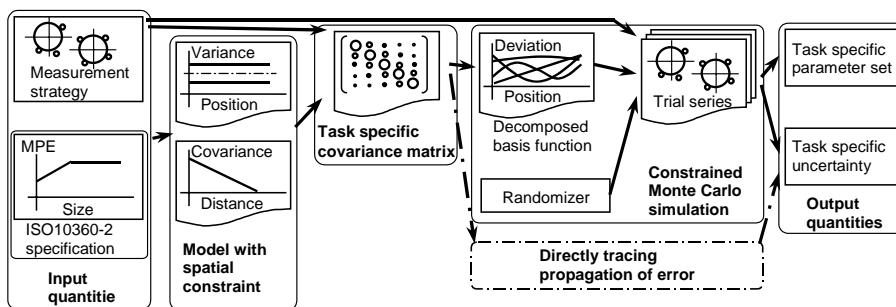 Measurement
strategy
MPE
Size
ISO10360-2
specification
Input
quantitie
Variance
Position
Covariance
Distance
Model with
spatial
constraint
Task specific
covariance matrix
Deviation
Position
Decomposed
basis function
Randomizer
Trial series
Constrained
Monte Carlo
simulation
Directly tracing
propagation of error
Task specific
parameter set
Task specific
uncertainty
Output
quantities